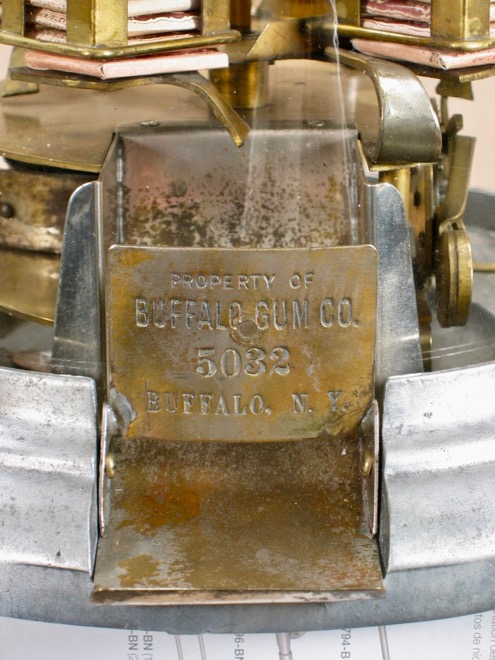 PROPERTY OF
BUFFALO GUM CO.
5032
BUFFALO, N. Y.